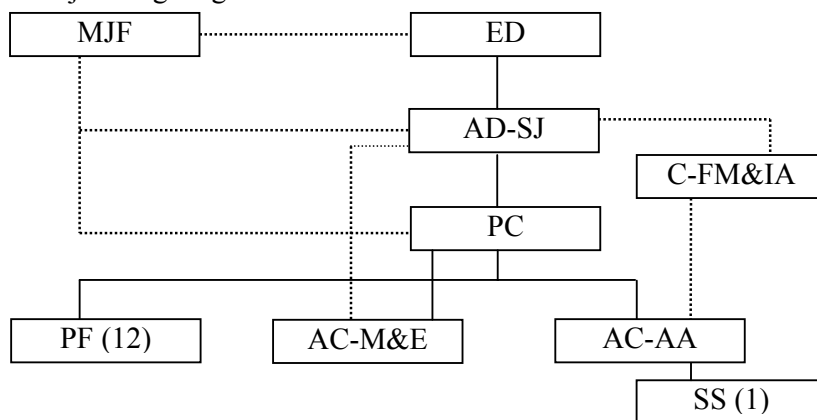 MJF
ED
AD-SJ
C-FM&IA
PC
PF (12)
AC-M&E
AC-AA
SS (1)